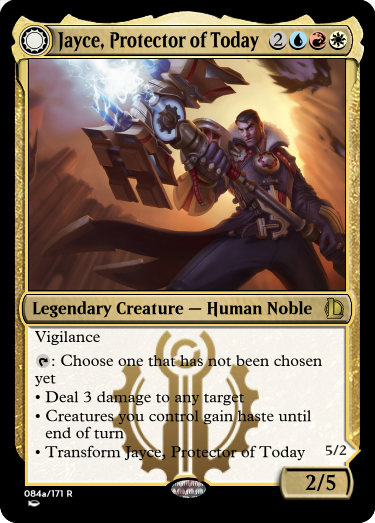 Jayce, Protector of Today 2
Legendary Creature — Human Noble
Vigilance
: Choose one that has not been chosen
yet
• Deal 3 damage to any target
• Creatures you control gain haste until
end of turn
• Transform Jayce, Protector of Today
5/2
2/5
084a/171 R